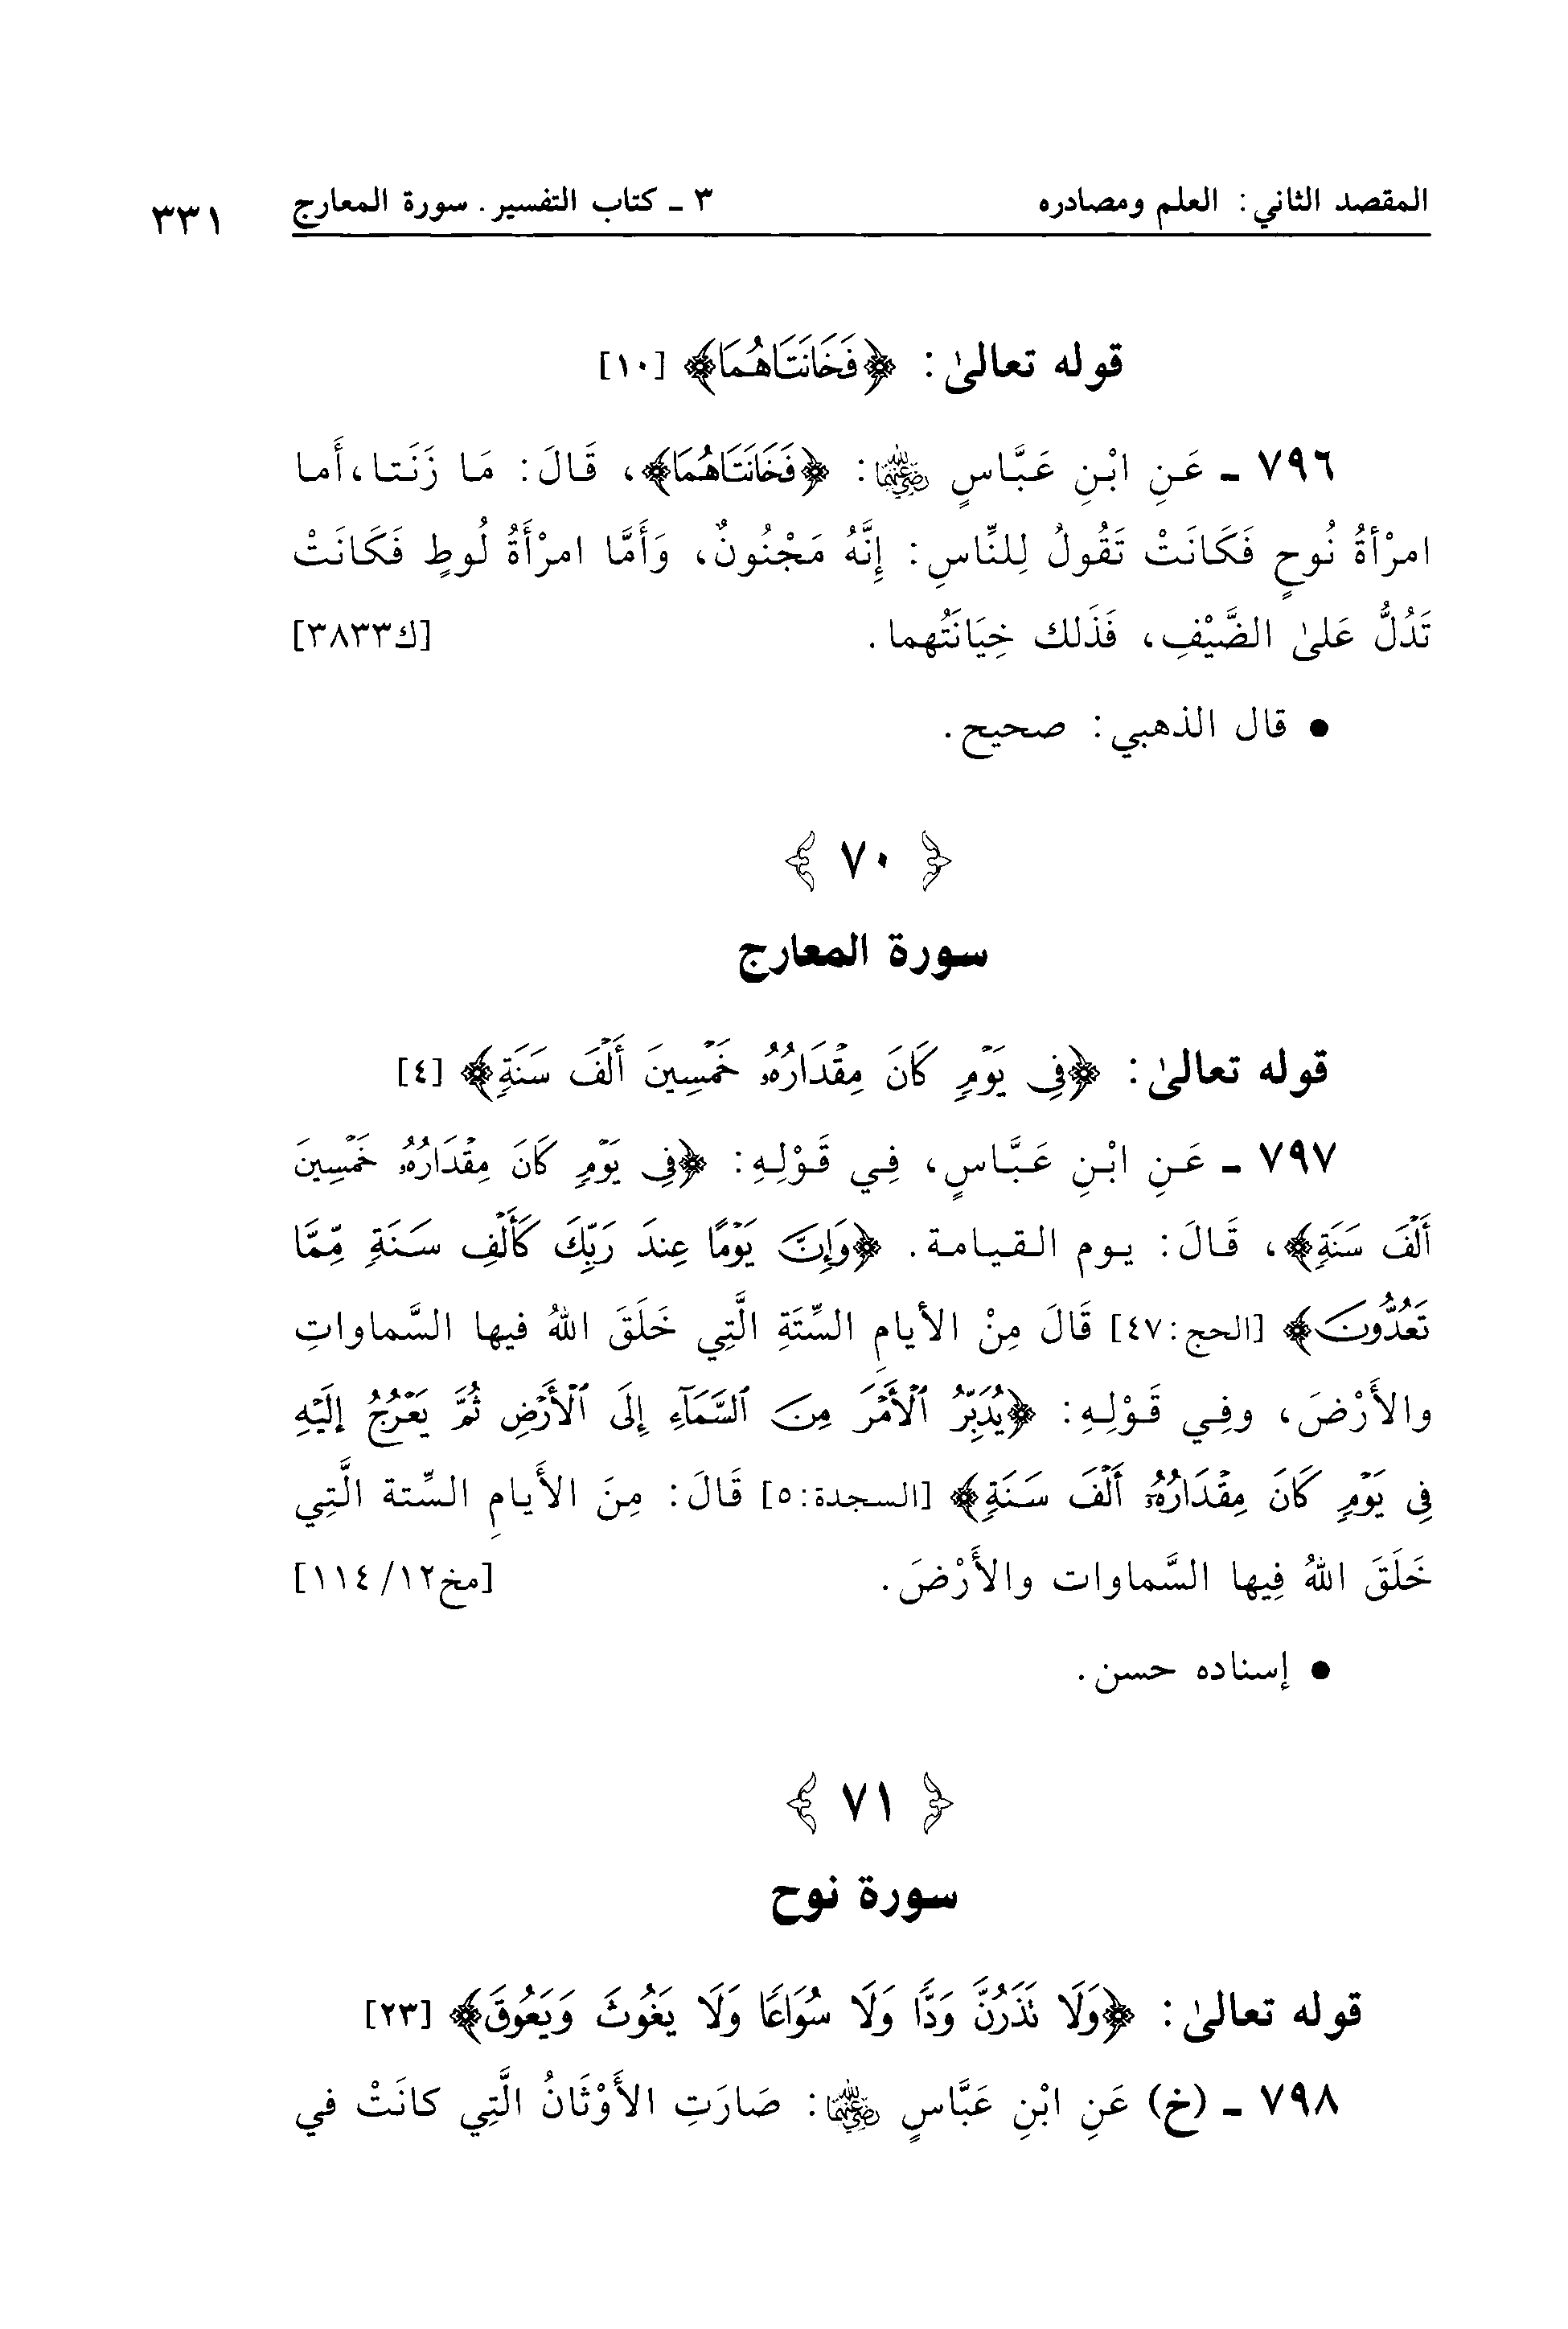 المقصد الثاني: العلم ومصادره ٣ ـ كتاب التفسير. سورة المعارج ٣٣١
قوله تعالىٰ: ﴿فَخَانَتَاهُمَا﴾ [١٠]
٧٩٦ ـ عَنِ ابْنِ عَبَّاسٍ رضي الله عنهما: ﴿فَخَانَتَاهُمَا﴾، قَالَ: مَا زَنَتا،أَما
امرْأةُ نُوحٍ فَكَانَتْ تَقُولُ لِلنَّاسِ: إِنَّهُ مَجْنُونٌ، وَأَمَّا امرْأَةُ لُوطٍ فَكَانَتْ
تَدُلُّ عَلىٰ الضَّيْفِ، فَذَلك خِيَانَتُهما. [ك٣٨٣٣]
● قال الذهبي: صحيح.
﴿ ٧٠ ﴾
سورة المعارج
قوله تعالىٰ: ﴿فِى يَوْمٍ كَانَ مِقْدَارُهُۥ خَمْسِينَ أَلْفَ سَنَةٍ﴾ [٤]
٧٩٧ ـ عَنِ ابْنِ عَبَّاسٍ، فِي قَوْلِهِ: ﴿فِى يَوْمٍ كَانَ مِقْدَارُهُۥ خَمْسِينَ
أَلْفَ سَنَةٍ﴾، قَالَ: يوم القيامة. ﴿وَإِنَّ يَوْمًا عِندَ رَبِّكَ كَأَلْفِ سَنَةٍ مِّمَّا
تَعُدُّونَ﴾ [الحج:٤٧] قَالَ مِنْ الأيامِ السِّتَةِ الَّتِي خَلَقَ اللهُ فيها السَّماواتِ
والأَرْضَ، وفِي قَوْلِهِ: ﴿يُدَبِّرُ ٱلْأَمْرَ مِنَ ٱلسَّمَآءِ إِلَى ٱلْأَرْضِ ثُمَّ يَعْرُجُ إِلَيْهِ
فِى يَوْمٍ كَانَ مِقْدَارُهُۥٓ أَلْفَ سَنَةٍ﴾ [السجدة:٥] قَالَ: مِنَ الأَيامِ السِّتة الَّتِي
خَلَقَ اللهُ فِيها السَّماوات والأَرْضَ. [مخ١٢/ ١١٤]
● إسناده حسن.
﴿ ٧١ ﴾
سورة نوح
قوله تعالىٰ: ﴿وَلَا نَذَرُنَّ وَدًّا وَلَا سُوَاعًا وَلَا يَغُوثَ وَيَعُوقَ﴾ [٢٣]
٧٩٨ ـ (خ) عَنِ ابْنِ عَبَّاسٍ رضي الله عنهما: صَارَتِ الأَوْثَانُ الَّتِي كانَتْ في